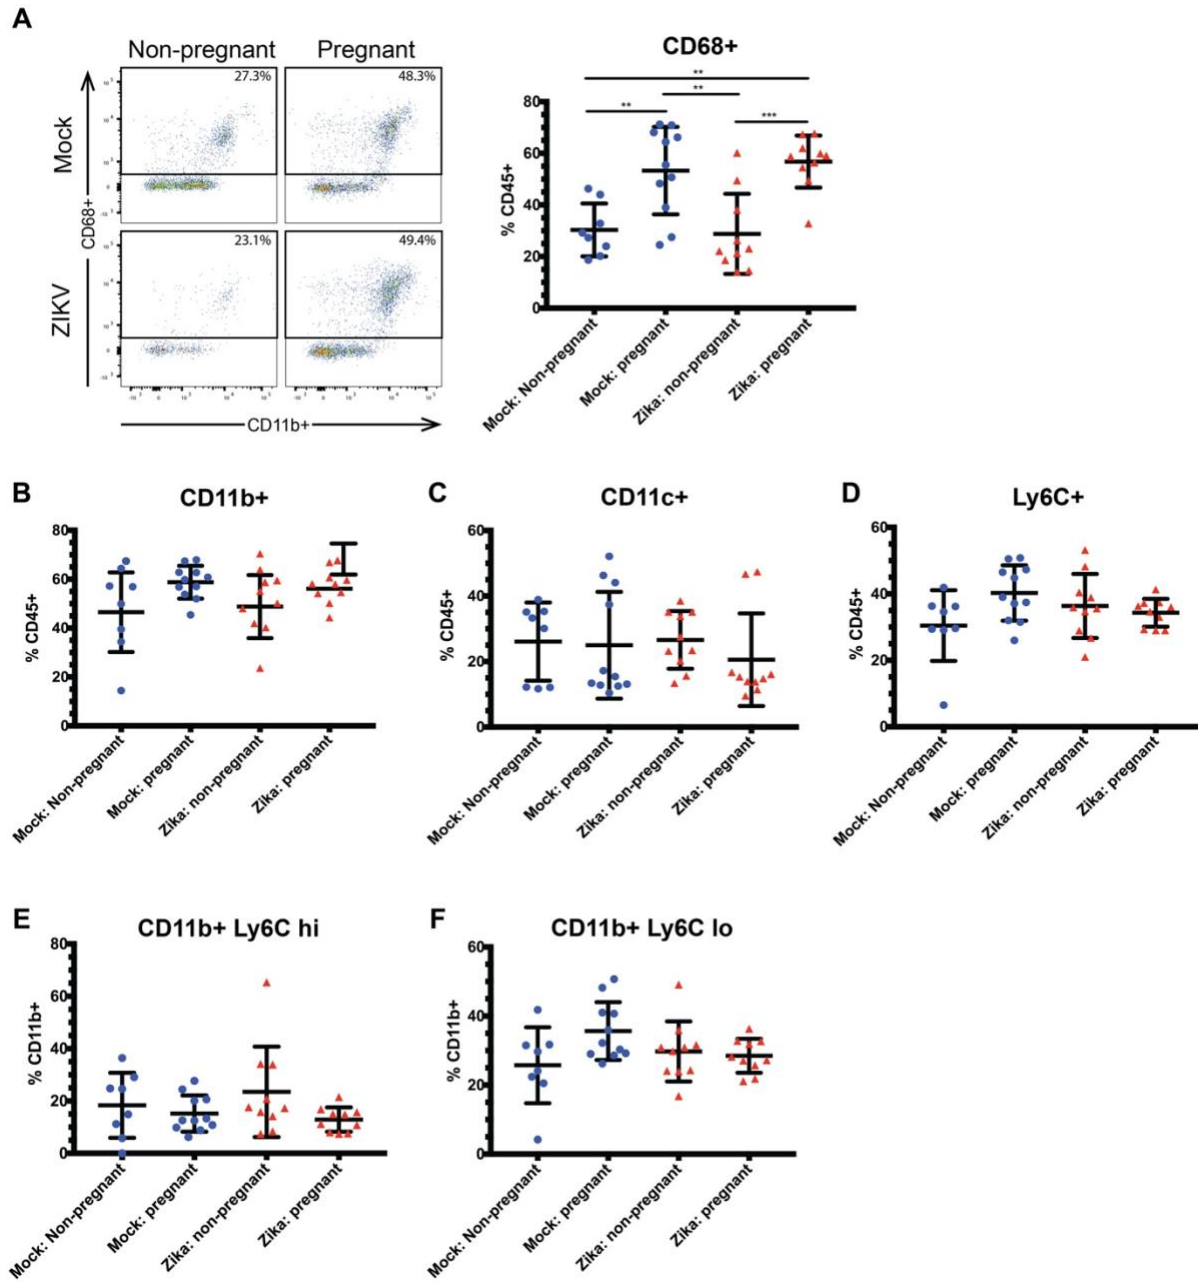 A
Non-pregnant Pregnant
Mock
ZIKV
CD68+
27.3%
48.3%
23.1%
49.4%
CD11b+
CD68+
**
**
**
***
% CD45+
80
60
40
20
0
Mock: Non-pregnant
Mock: pregnant
Zika: non-pregnant
Zika: pregnant
B
CD11b+
% CD45+
80
60
40
20
0
Mock: Non-pregnant
Mock: pregnant
Zika: non-pregnant
Zika: pregnant
C
CD11c+
% CD45+
60
40
20
0
Mock: Non-pregnant
Mock: pregnant
Zika: non-pregnant
Zika: pregnant
D
Ly6C+
% CD45+
60
40
20
0
Mock: Non-pregnant
Mock: pregnant
Zika: non-pregnant
Zika: pregnant
E
CD11b+ Ly6C hi
% CD11b+
80
60
40
20
0
Mock: Non-pregnant
Mock: pregnant
Zika: non-pregnant
Zika: pregnant
F
CD11b+ Ly6C lo
% CD11b+
60
40
20
0
Mock: Non-pregnant
Mock: pregnant
Zika: non-pregnant
Zika: pregnant